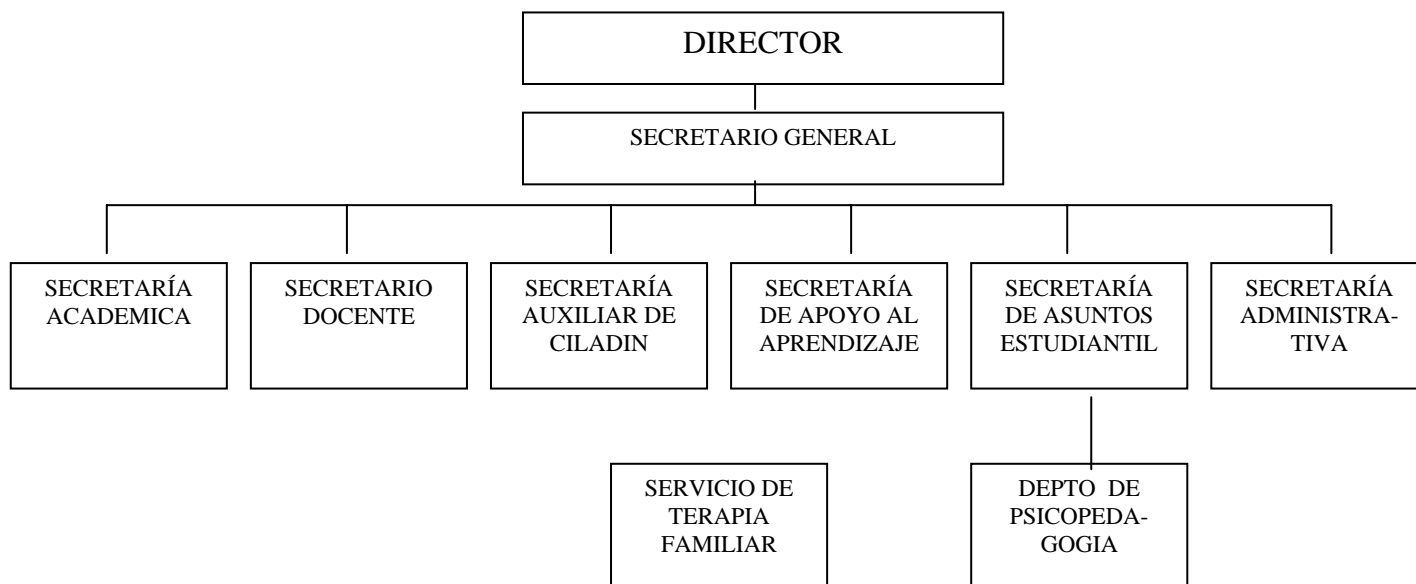 DIRECTOR
SECRETARIO GENERAL
SECRETARÍA
ACADEMICA
SECRETARIO
DOCENTE
SECRETARÍA
AUXILIAR DE
CILADIN
SECRETARÍA
DE APOYO AL
APRENDIZAJE
SECRETARÍA
DE ASUNTOS
ESTUDIANTIL
SECRETARÍA
ADMINISTRA-
TIVA
SERVICIO DE
TERAPIA
FAMILIAR
DEPTO DE
PSICOPEDA-
GOGIA